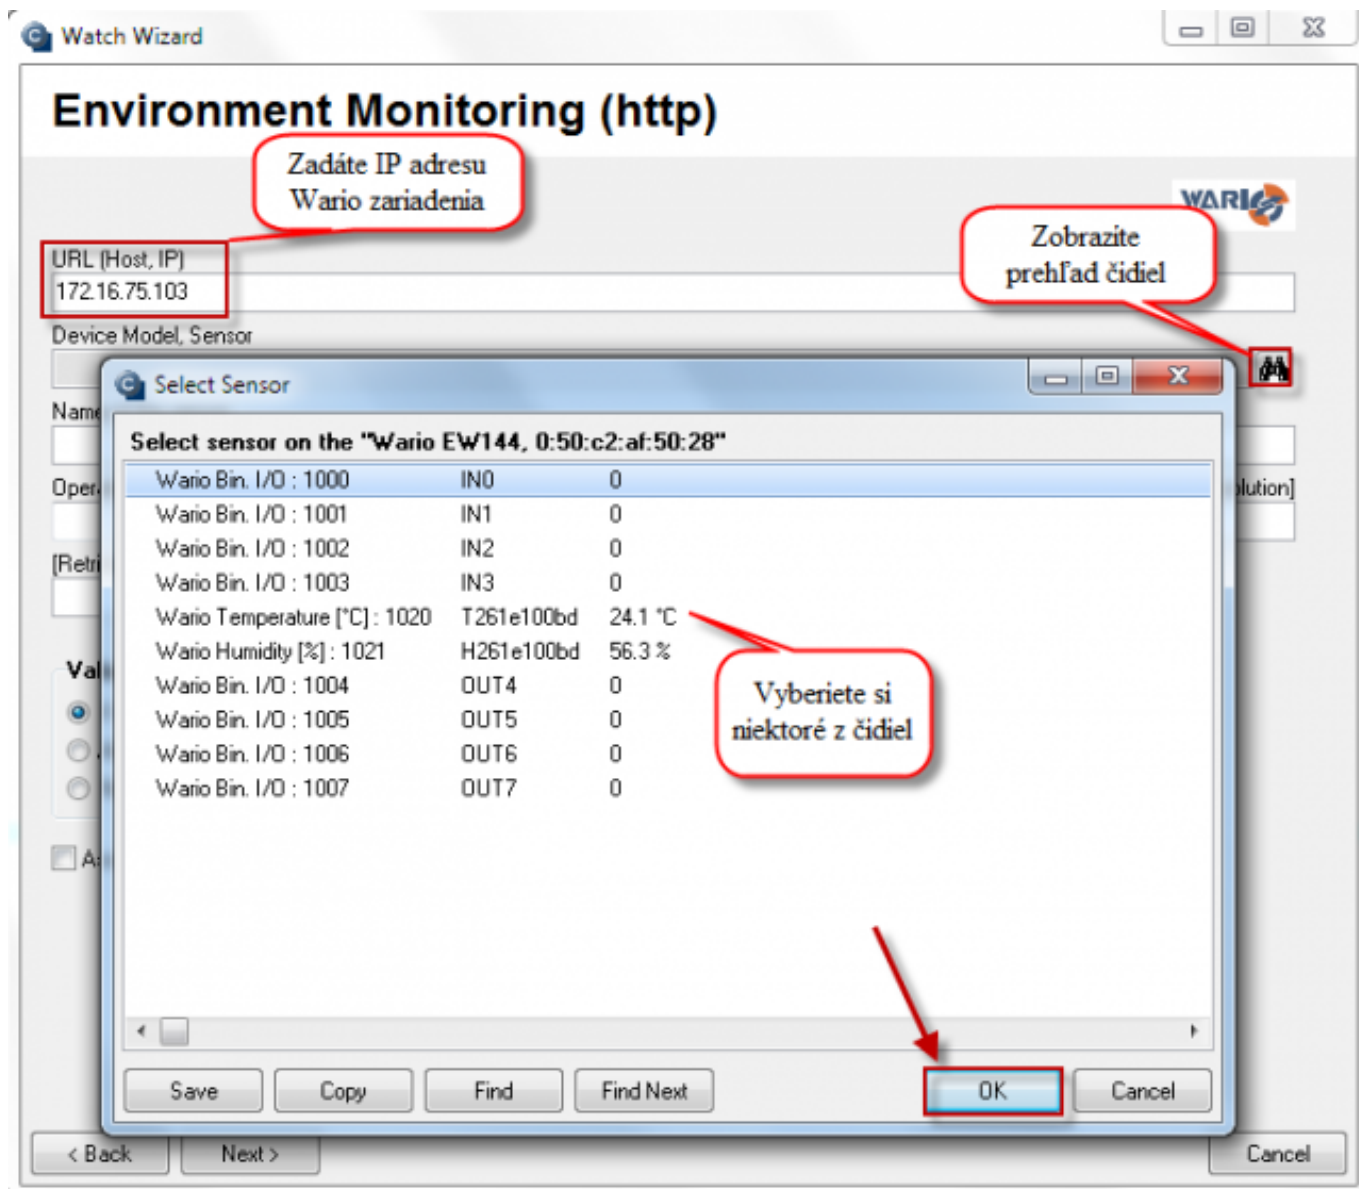 Watch Wizard
Environment Monitoring (http)
Zadáte IP adresu
Wario zariadenia
WARIO
Zobrazite
prehľad čidiel
URL (Host, IP)
172.16.75.103
Device Model, Sensor
Select Sensor
Name
Select sensor on the "Wario EW144, 0:50:c2:af:50:28"
Wario Bin. I/O : 1000 IN0 0
Wario Bin. I/O : 1001 IN1 0
Wario Bin. I/O : 1002 IN2 0
Wario Bin. I/O : 1003 IN3 0
Wario Temperature [°C] : 1020 T261e100bd 24.1 °C
Wario Humidity [%] : 1021 H261e100bd 56.3 %
Wario Bin. I/O : 1004 OUT4 0
Wario Bin. I/O : 1005 OUT5 0
Wario Bin. I/O : 1006 OUT6 0
Wario Bin. I/O : 1007 OUT7 0
Vyberiete si
niektoré z čidiel
Save Copy Find Find Next OK Cancel
< Back Next > Cancel